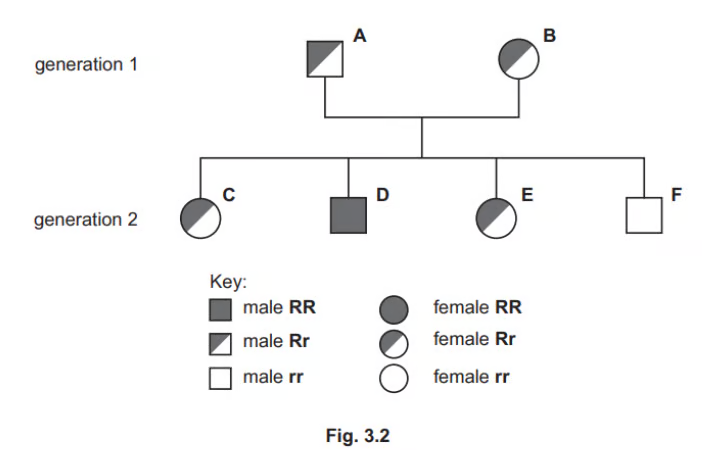 A B
generation 1
C D E F
generation 2
Key:
male RR female RR
male Rr female Rr
male rr female rr
Fig. 3.2